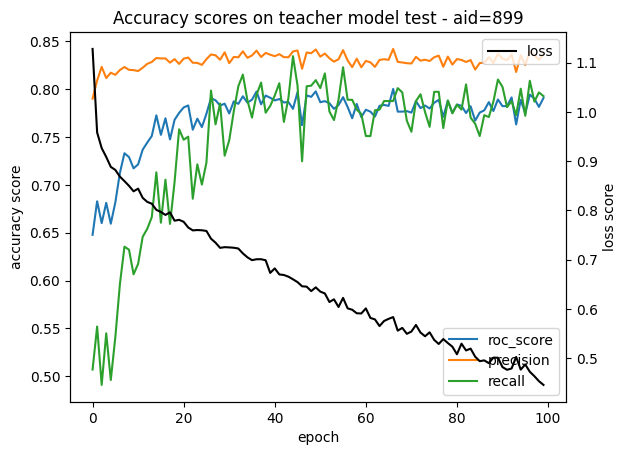 Accuracy scores on teacher model test - aid=899
0.85
0.80
0.75
0.70
0.65
0.60
0.55
0.50
accuracy score
loss
1.1
1.0
0.9
0.8
0.7
0.6
0.5
loss score
roc_score
precision
recall
0
20
40
60
80
100
epoch